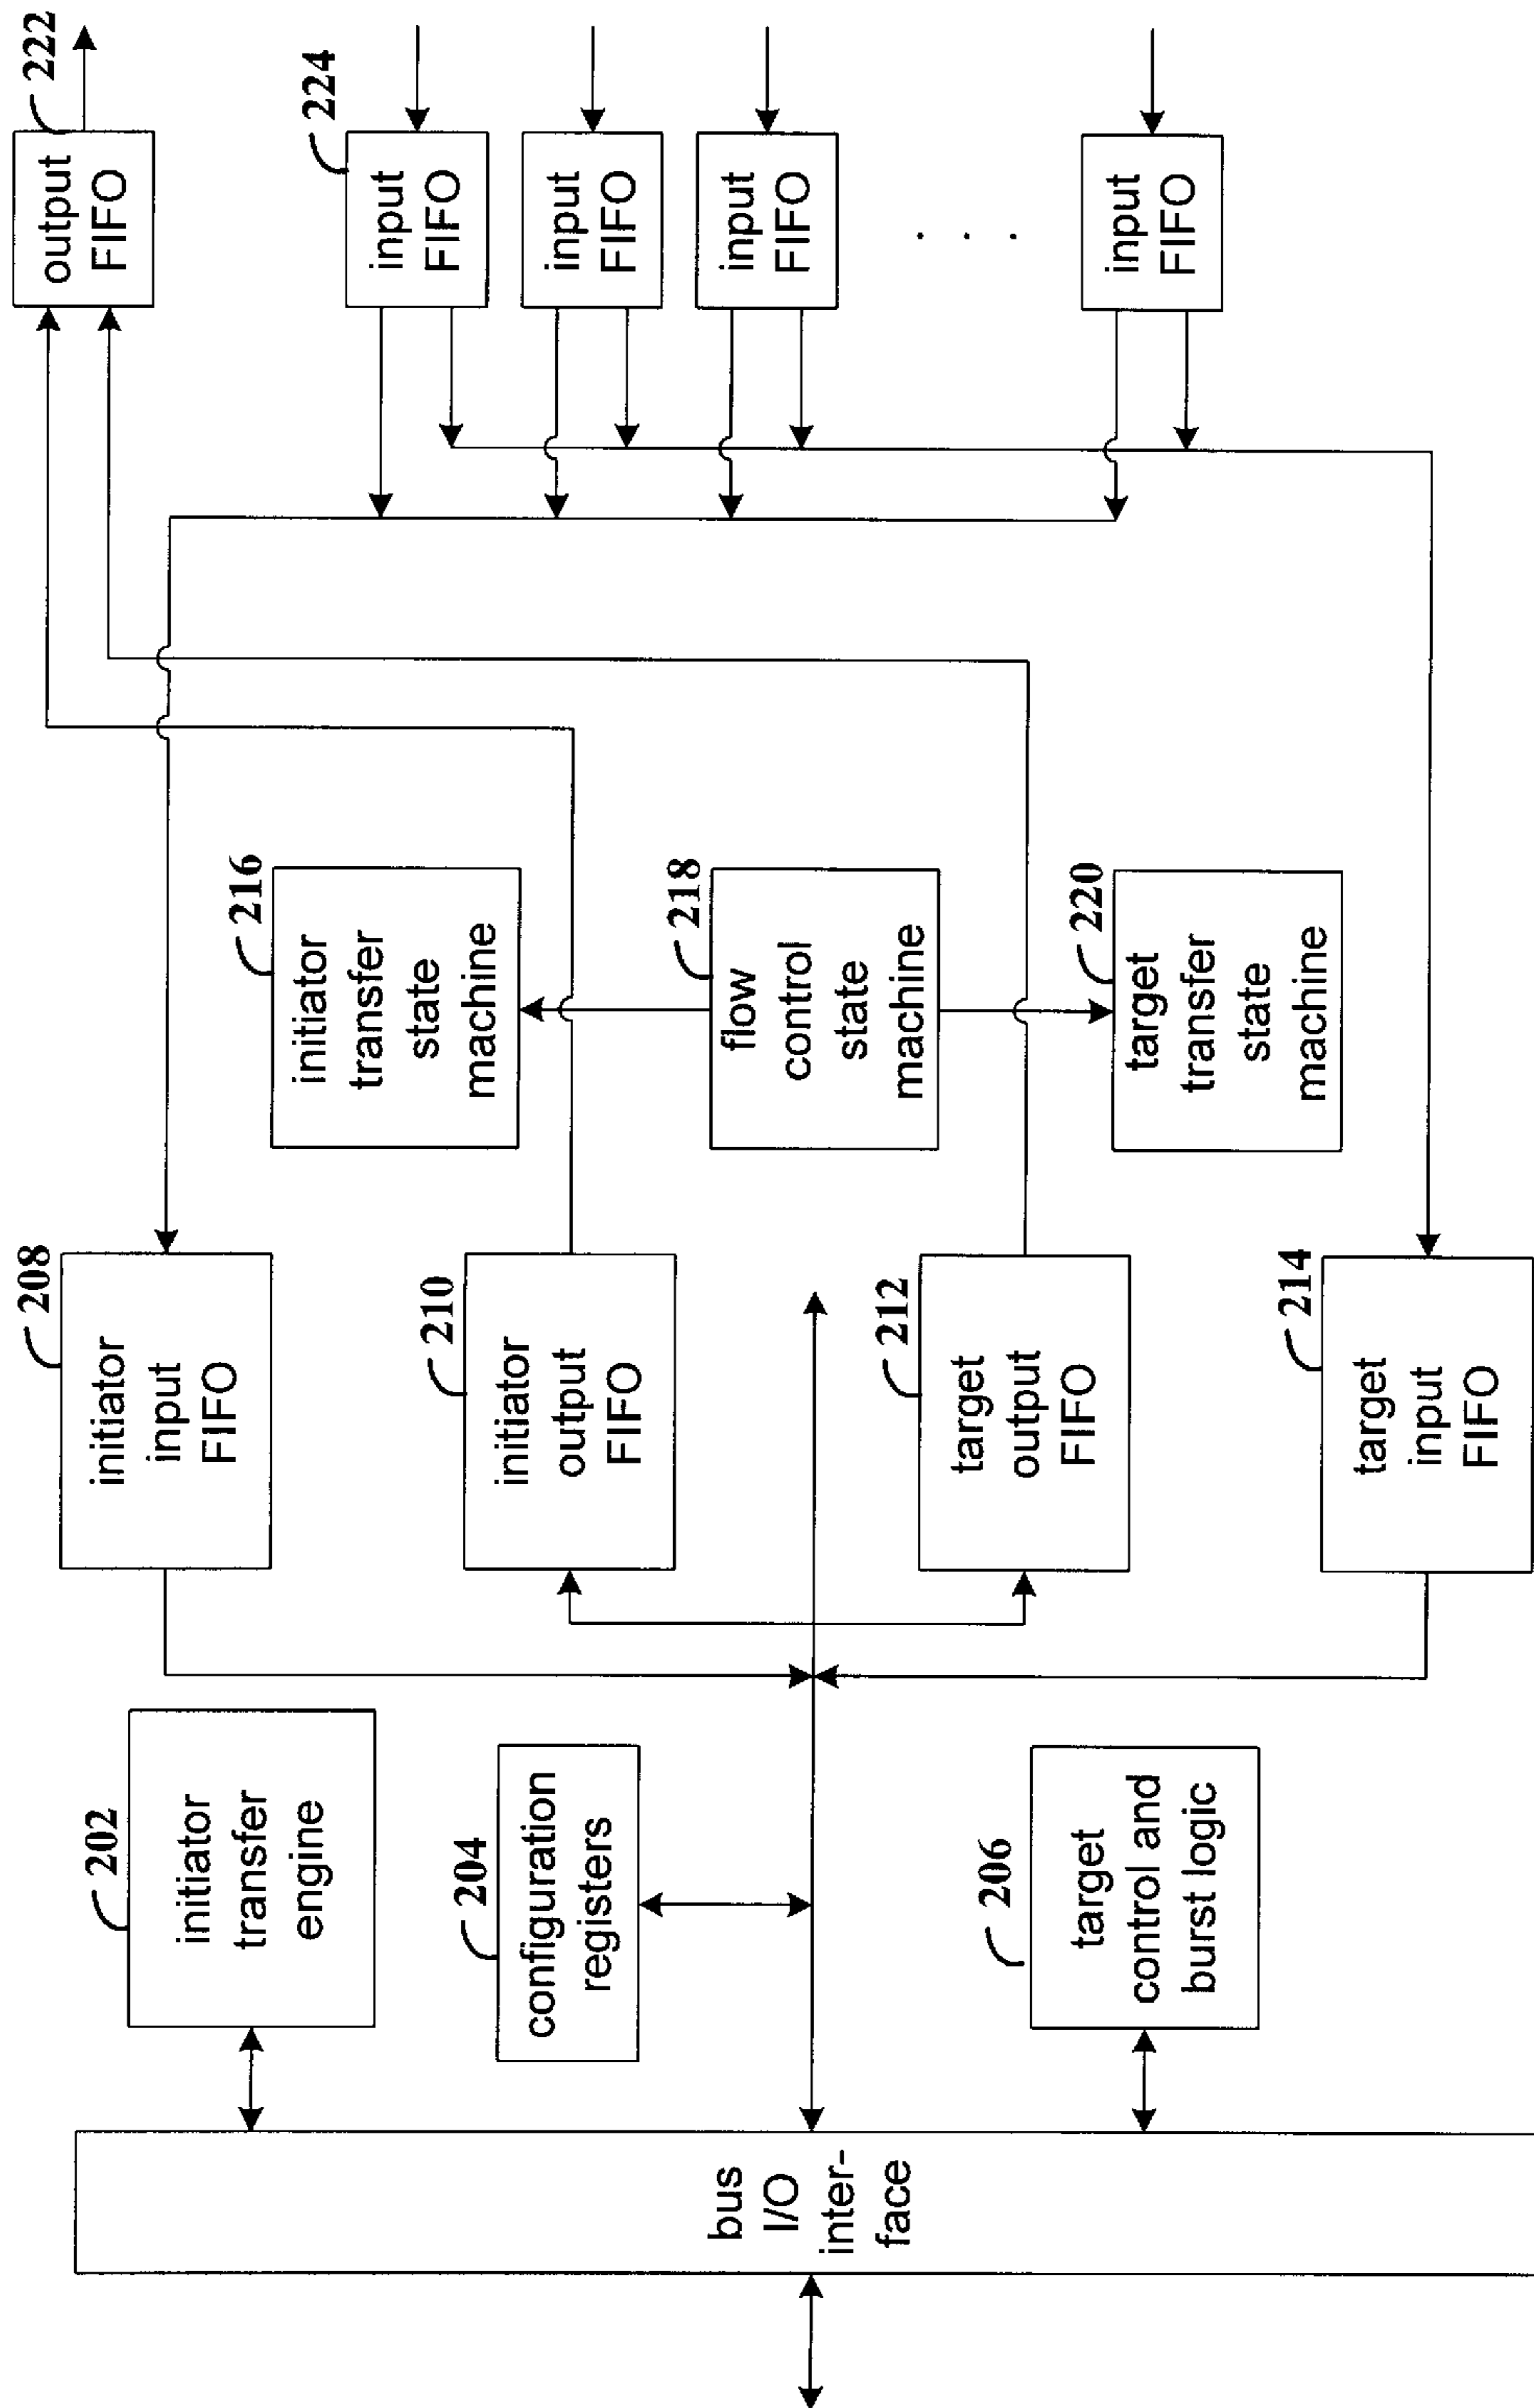 bus
I/O
inter-
face
202
initiator
transfer
engine
204
configuration
registers
206
target
control and
burst logic
208
initiator
input
FIFO
210
initiator
output
FIFO
212
target
output
FIFO
214
target
input
FIFO
216
initiator
transfer
state
machine
218
flow
control
state
machine
220
target
transfer
state
machine
222
output
FIFO
224
input
FIFO
input
FIFO
input
FIFO
. . .
input
FIFO